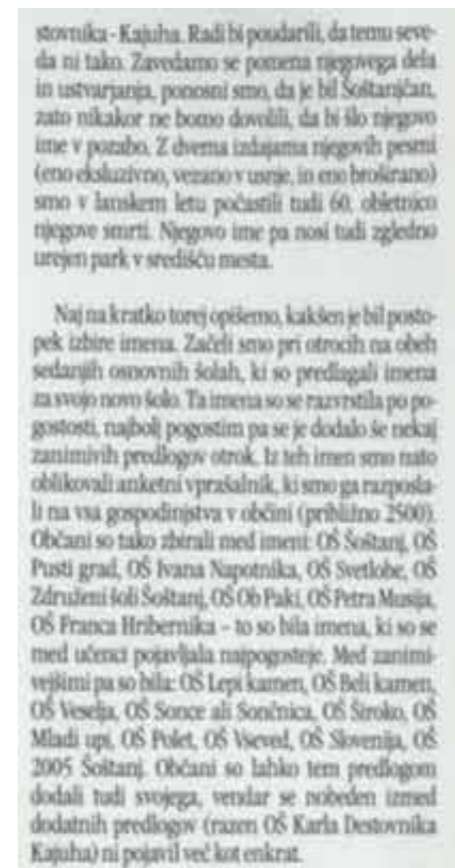 stovnika - Kajuha. Radi bi poudarili, da temu seve-
da ni tako. Zavedamo se pomena njegovega dela
in ustvarjanja, ponosni smo, da je bil Šoštanjčan,
zato nikakor ne bomo dovolili, da bi šlo njegovo
ime v pozabo. Z dvema izdajama njegovih pesmi
(eno ekskluzivno, vezano v usnje, in eno broširano)
smo v lanskem letu počastili tudi 60. obletnico
njegove smrti. Njegovo ime pa nosi tudi zgledno
urejen park v središču mesta.
Naj na kratko torej opišemo, kakšen je bil posto-
pek izbire imena. Začeli smo pri otrocih na obeh
sedanjih osnovnih šolah, ki so predlagali imena
za svojo novo šolo. Ta imena so se razvrstila po po-
gostosti, najbolj pogostim pa se je dodalo še nekaj
zanimivih predlogov otrok. Iz teh imen smo nato
oblikovali anketni vprašalnik, ki smo ga razposla-
li na vsa gospodinjstva v občini (približno 2500).
Občani so tako zbirali med imeni: OŠ Šoštanj, OŠ
Pusti grad, OŠ Ivana Napotnika, OŠ Svetlobe, OŠ
Združeni šoli Šoštanj, OŠ Ob Paki, OŠ Petra Musija,
OŠ Franca Hribernika – to so bila imena, ki so se
med učenci pojavljala najpogosteje. Med zanimi-
vejšimi pa so bila: OŠ Lepi kamen, OŠ Beli kamen,
OŠ Veselja, OŠ Sonce ali Sončnica, OŠ Široko, OŠ
Mladi upi, OŠ Polet, OŠ Vseved, OŠ Slovenija, OŠ
2005 Šoštanj. Občani so lahko tem predlogom
dodali tudi svojega, vendar se nobeden izmed
dodatnih predlogov (razen OŠ Karla Destovnika
Kajuha) ni pojavil več kot enkrat.